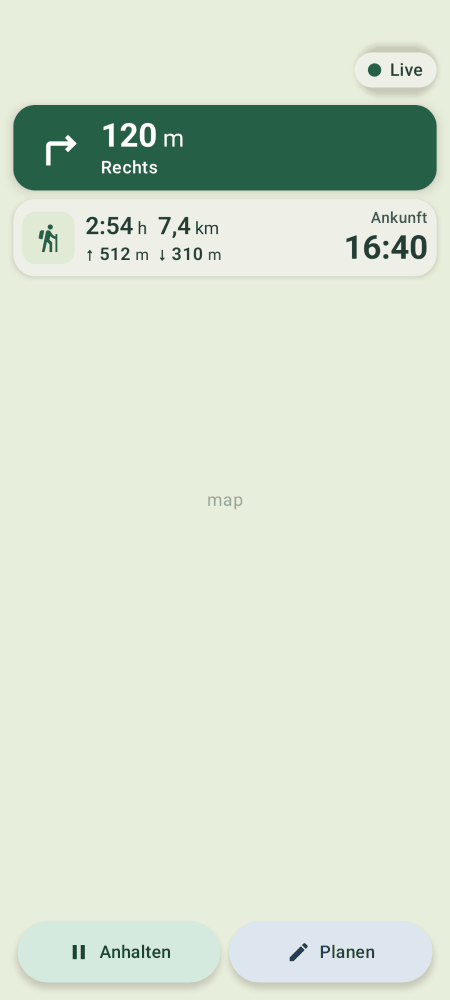 Live
120 m
Rechts
2:54 h 7,4 km
↑ 512 m ↓ 310 m
Ankunft
16:40
map
Anhalten
Planen